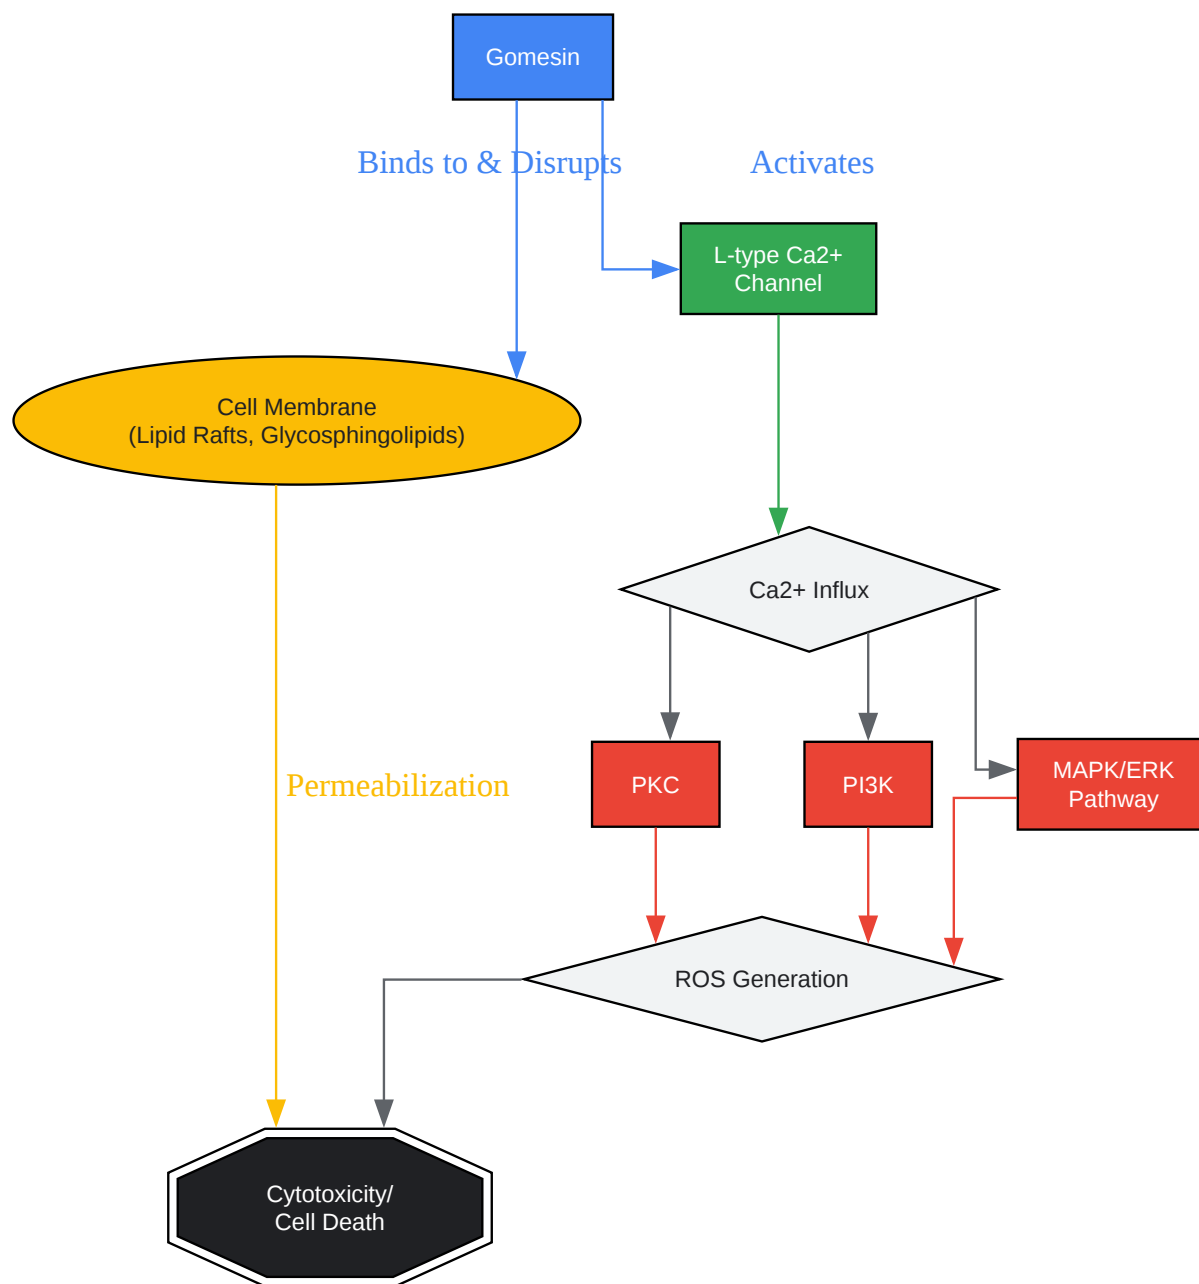 Gomesin
Binds to & Disrupts
Activates
L-type Ca2+
Channel
Cell Membrane
(Lipid Rafts, Glycosphingolipids)
Ca2+ Influx
Permeabilization
PKC
PI3K
MAPK/ERK
Pathway
ROS Generation
Cytotoxicity/
Cell Death